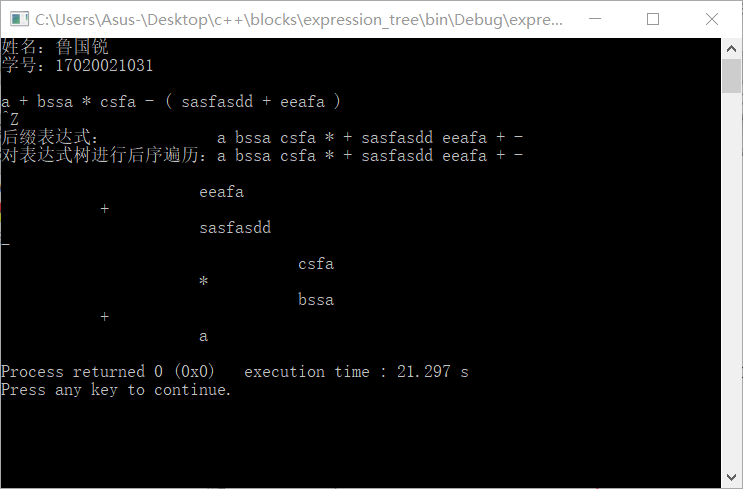 C:\Users\Asus-\Desktop\c++\blocks\expression_tree\bin\Debug\expre...
姓名：鲁国锐
学号：17020021031
a + bssa * csfa - ( sasfasdd + eeafa )
^Z
后缀表达式： a bssa csfa * + sasfasdd eeafa + -
对表达式树进行后序遍历：a bssa csfa * + sasfasdd eeafa + -
eeafa
+
sasfasdd
-
csfa
*
bssa
+
a
Process returned 0 (0x0) execution time : 21.297 s
Press any key to continue.